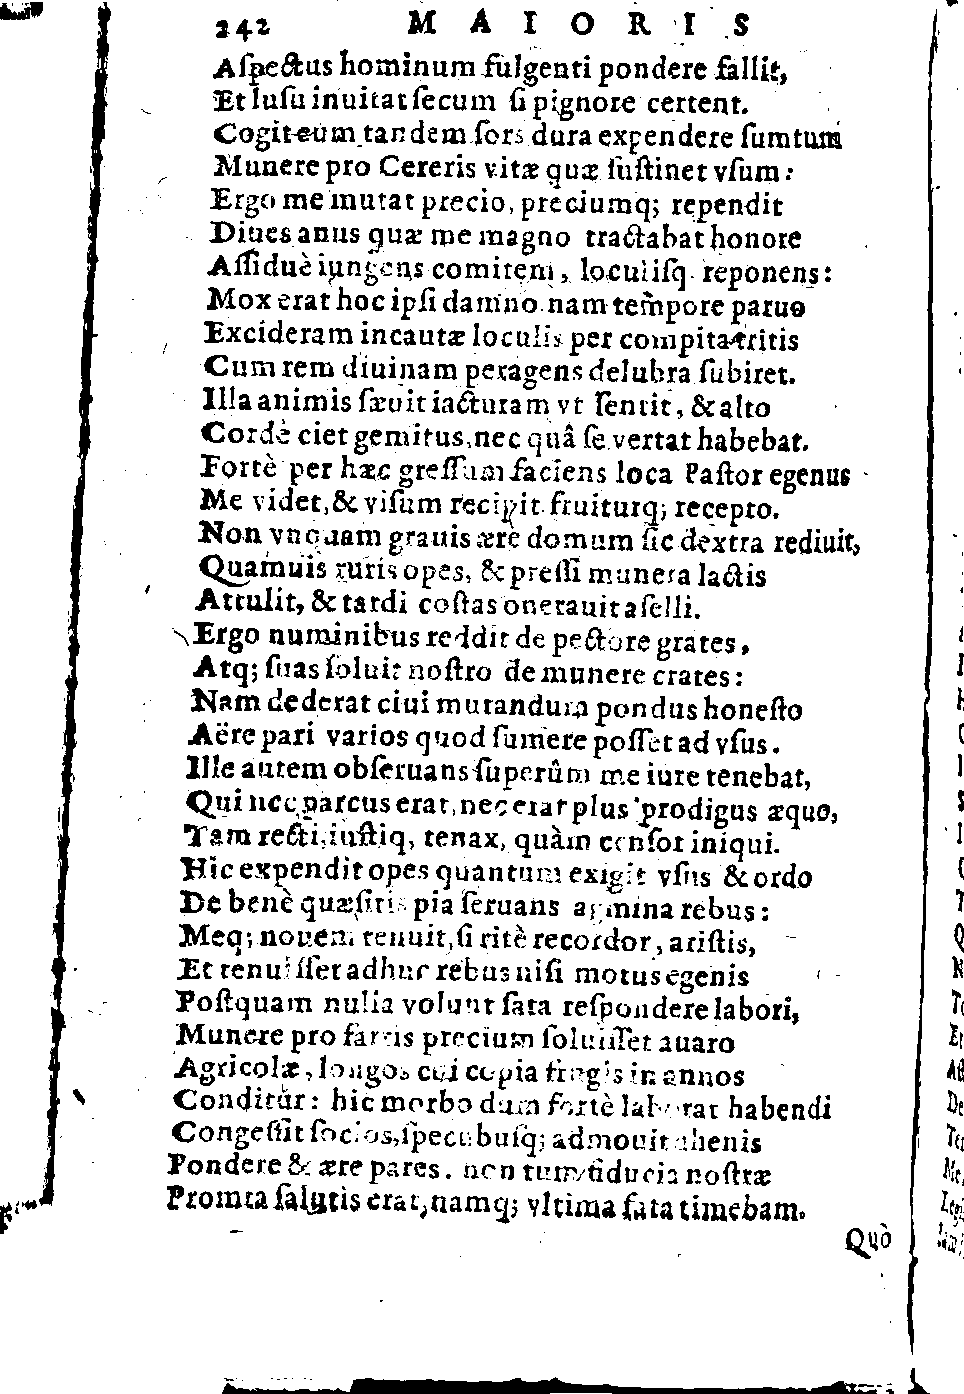 242 MAIORIS
Aſpectus hominum fulgenti pondere fallit,
Et luſu inuitat ſecum ſi pignore certent.
Cogit eum tandem ſors dura expendere ſumtum
Munere pro Cereris vitæ quæ ſuſtinet vſum:
Ergo me mutat precio, preciumq; rependit
Diues anus quæ me magno tractabat honore
Aſſiduè iungens comitem, loculiſq. reponens:
Mox erat hoc ipſi damno. nam tempore paruo
Excideram incautæ loculis per compita tritis
Cum rem diuinam peragens delubra ſubiret.
Illa animis ſæuit iacturam vt ſentit, & alto
Cordè ciet gemitus, nec quâ ſe vertat habebat.
Fortè per hæc greſſum faciens loca Paſtor egenus
Me videt, & viſum recipit fruiturq; recepto.
Non vnquam grauis ære domum ſic dextra rediuit,
Quamuis ruris opes, & preſſi munera lactis
Attulit, & tardi coſtas onerauit aſelli.
Ergo numinibus reddit de pectore grates,
Atq; ſuas ſoluit noſtro de munere crates:
Nam dederat ciui mutandum pondus honeſto
Aëre pari varios quod ſumere poſſet ad vſus.
Ille autem obſeruans ſuperûm me iure tenebat,
Qui nec parcus erat, nec erat plus prodigus æquo,
Tam recti, iuſtiq, tenax, quàm cenſor iniqui.
Hic expendit opes quantum exigit vſus & ordo
De benè quæſitis pia ſeruans agmina rebus:
Meq; nouem tenuit, ſi ritè recordor, ariſtis,
Et tenuiſſet adhuc rebus niſi motus egenis
Poſtquam nulla volunt ſata reſpondere labori,
Munere pro farris precium ſoluiſſet auaro
Agricolæ, longos cui copia frugis in annos
Conditur: hic morbo dum fortè laborat habendi
Congeſſit ſocios, ſpecubuſq; admouit ahenis
Pondere & ære pares. non tum fiducia noſtræ
Promta ſalutis erat, namq; vltima fata timebam.
Quò